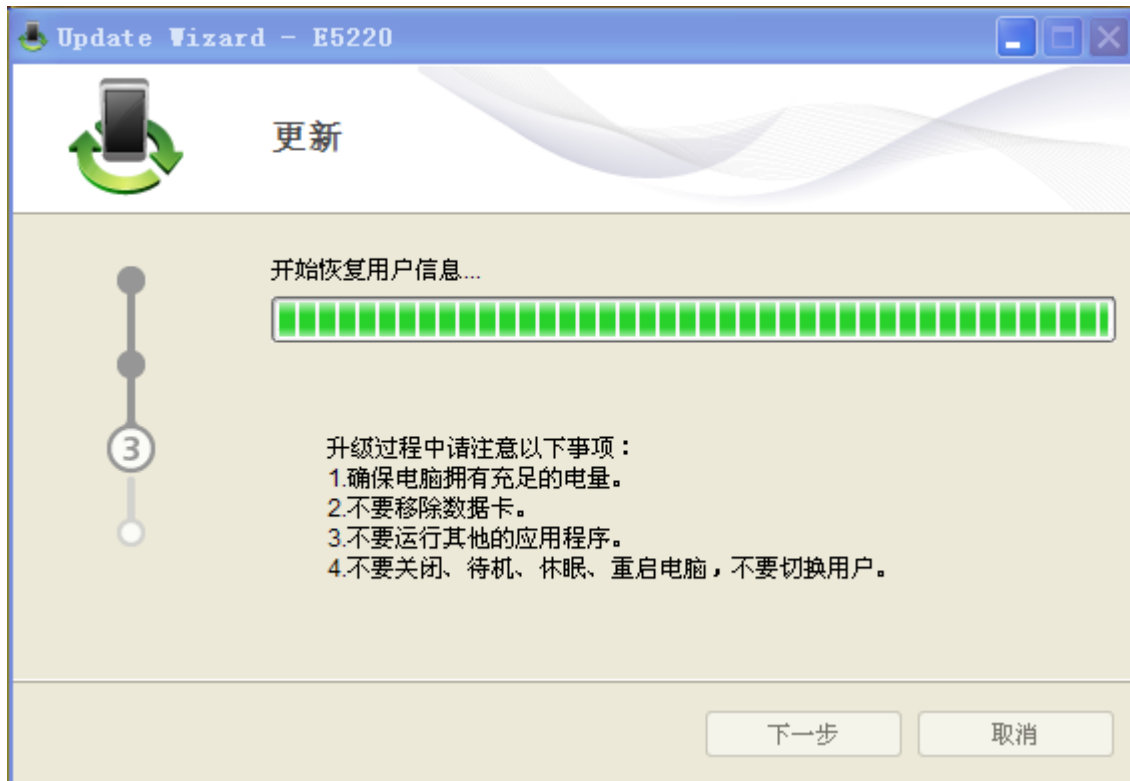 Update Wizard - E5220
更新
开始恢复用户信息...
3
升级过程中请注意以下事项：
1.确保电脑拥有充足的电量。
2.不要移除数据卡。
3.不要运行其他的应用程序。
4.不要关闭、待机、休眠、重启电脑，不要切换用户。
下一步
取消